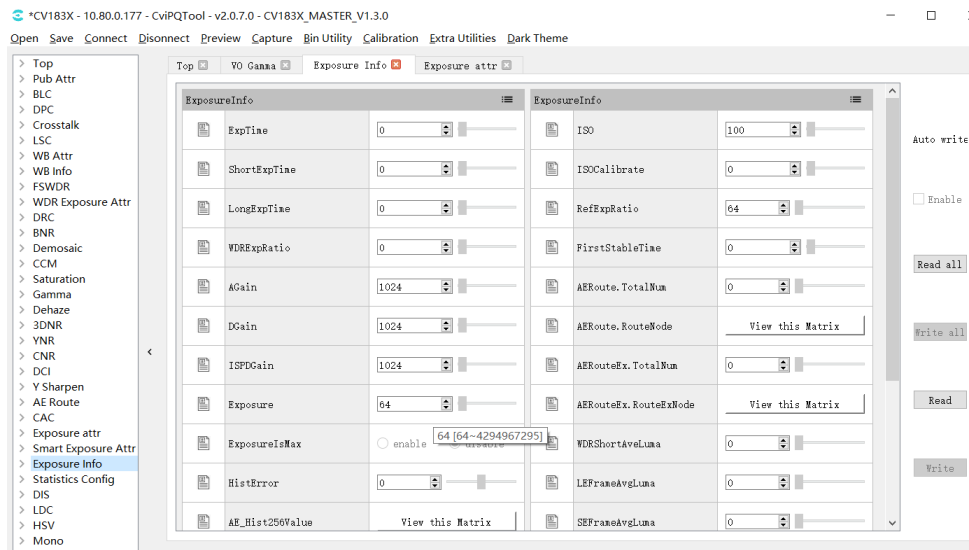 *CV183X - 10.80.0.177 - CviPQTool - v2.0.7.0 - CV183X_MASTER_V1.3.0
Open Save Connect Disonnect Preview Capture Bin Utility Calibration Extra Utilities Dark Theme
Top
Pub Attr
BLC
DPC
Crosstalk
LSC
WB Attr
WB Info
FSWDR
WDR Exposure Attr
DRC
BNR
Demosaic
CCM
Saturation
Gamma
Dehaze
3DNR
YNR
CNR
DCI
Y Sharpen
AE Route
CAC
Exposure attr
Smart Exposure Attr
Exposure Info
Statistics Config
DIS
LDC
HSV
Mono
Top VO Gamma Exposure Info Exposure attr
ExposureInfo
ExpTime 0
ShortExpTime 0
LongExpTime 0
WDRExpRatio 0
AGain 1024
DGain 1024
ISPDGain 1024
Exposure 64
64 [64~4294967295]
ExposureIsMax enable
HistError 0
AE_Hist256Value View this Matrix
ExposureInfo
ISO 100
ISOCalibrate 0
RefExpRatio 64
FirstStableTime 0
AERoute.TotalNum 0
AERoute.RouteNode View this Matrix
AERouteEx.TotalNum 0
AERouteEx.RouteExNode View this Matrix
WDRShortAveLuma 0
LEFrameAvgLuma 0
SEFrameAvgLuma 0
Auto write
Enable
Read all
Write all
Read
Write